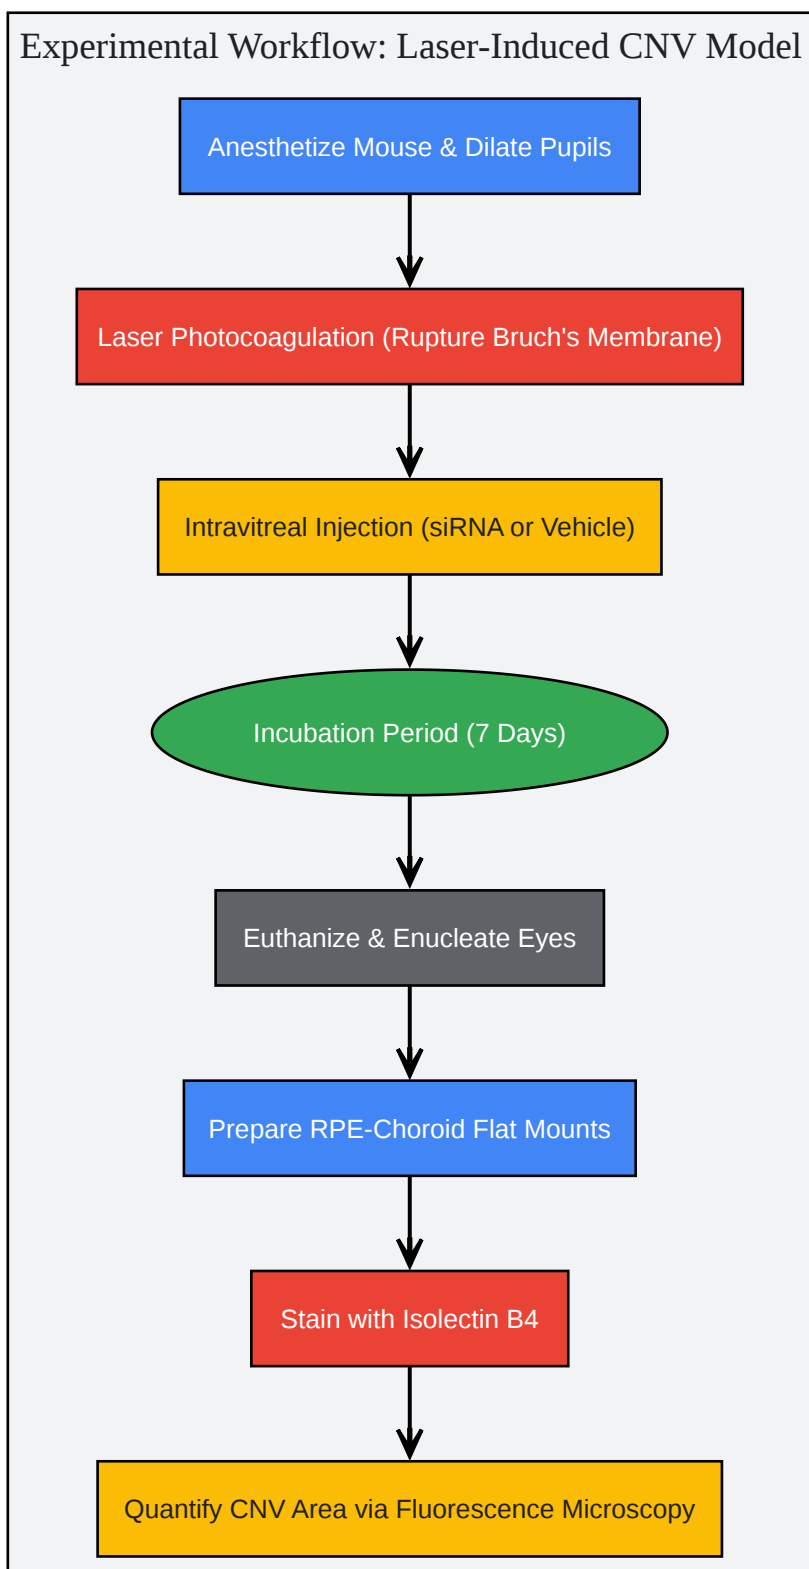 Experimental Workflow: Laser-Induced CNV Model
Anesthetize Mouse & Dilate Pupils
Laser Photocoagulation (Rupture Bruch's Membrane)
Intravitreal Injection (siRNA or Vehicle)
Incubation Period (7 Days)
Euthanize & Enucleate Eyes
Prepare RPE-Choroid Flat Mounts
Stain with Isolectin B4
Quantify CNV Area via Fluorescence Microscopy